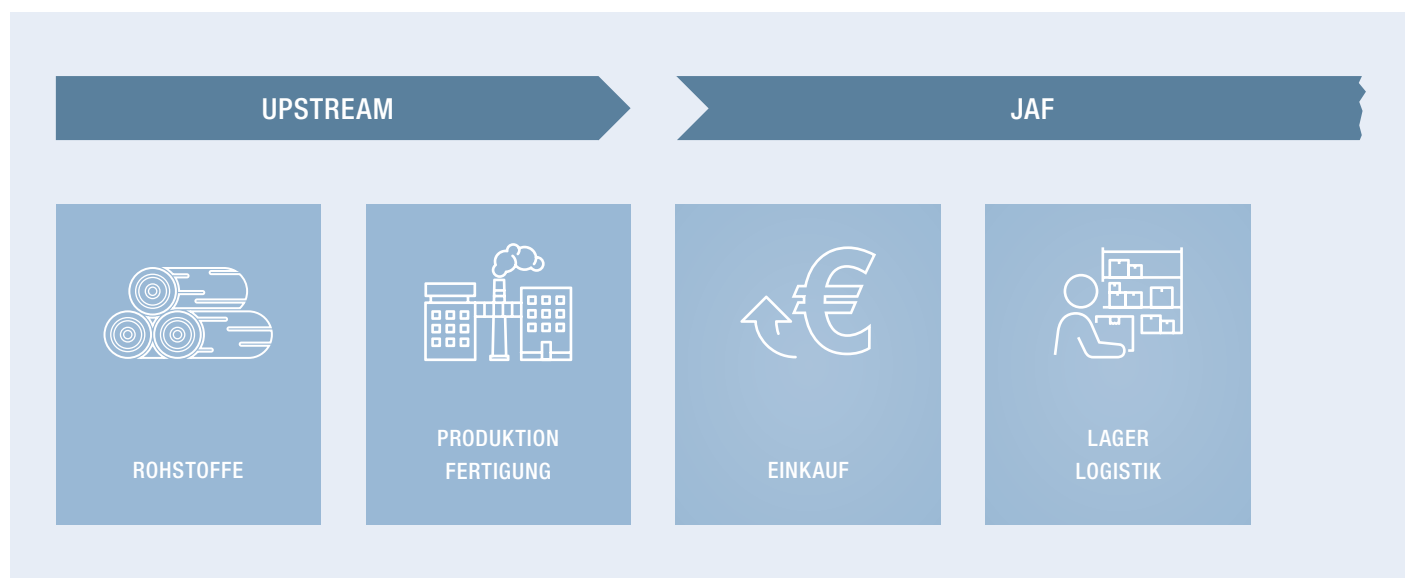 UPSTREAM
JAF
ROHSTOFFE
PRODUKTION
FERTIGUNG
EINKAUF
LAGER
LOGISTIK